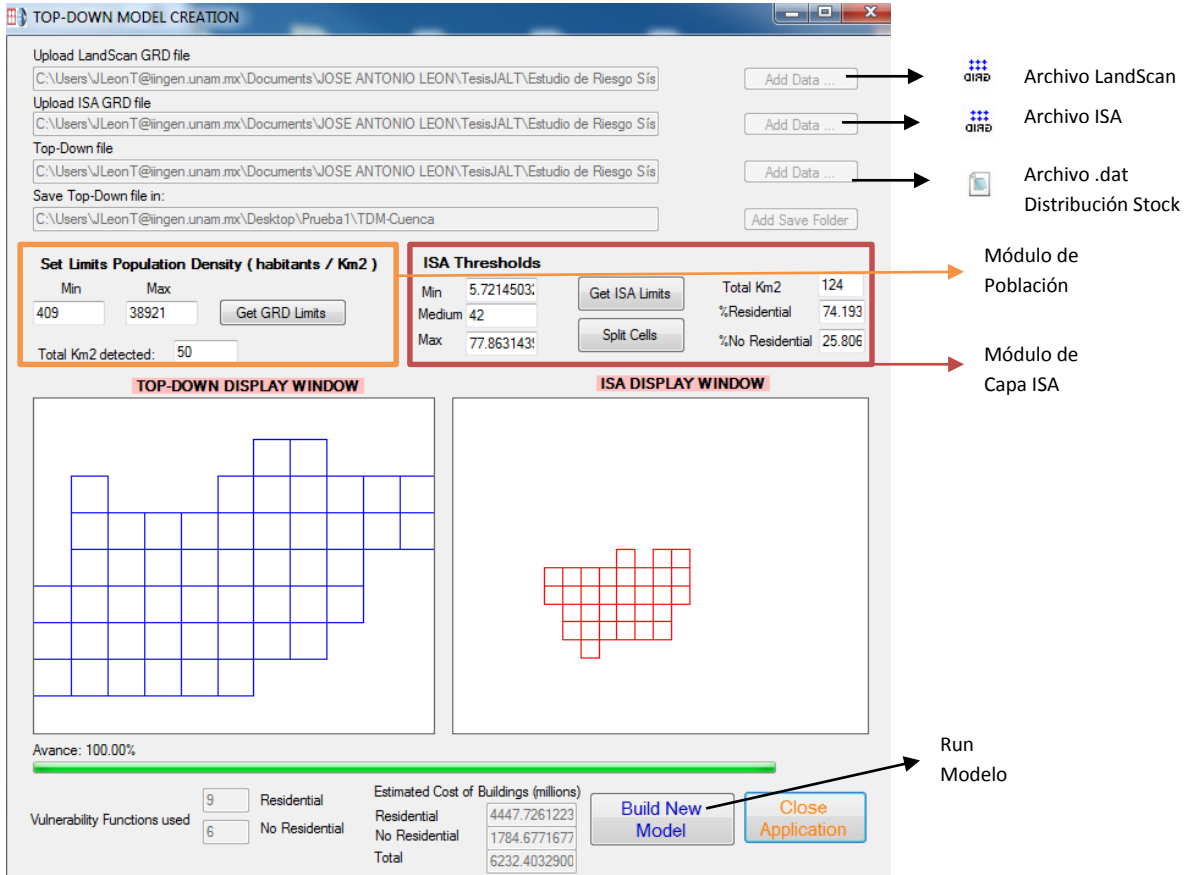 TOP-DOWN MODEL CREATION
Upload LandScan GRD file
C:\Users\JLeonT@iingen.unam.mx\Documents\JOSE ANTONIO LEON\TesisJALT\Estudio de Riesgo Sís
Add Data ...
GRID
Archivo LandScan
Upload ISA GRD file
C:\Users\JLeonT@iingen.unam.mx\Documents\JOSE ANTONIO LEON\TesisJALT\Estudio de Riesgo Sís
Add Data ...
GRID
Archivo ISA
Top-Down file
C:\Users\JLeonT@iingen.unam.mx\Documents\JOSE ANTONIO LEON\TesisJALT\Estudio de Riesgo Sís
Add Data ...
Archivo .dat
Distribución Stock
Save Top-Down file in:
C:\Users\JLeonT@iingen.unam.mx\Desktop\Prueba1\TDM-Cuenca
Add Save Folder
Set Limits Population Density ( habitants / Km2 )
Min Max
409 38921 Get GRD Limits
Total Km2 detected: 50
ISA Thresholds
Min 5.72145032 Get ISA Limits Total Km2 124
Medium 42 %Residential 74.193
Max 77.8631439 Split Cells %No Residential 25.806
Módulo de
Población
Módulo de
Capa ISA
TOP-DOWN DISPLAY WINDOW
ISA DISPLAY WINDOW
Avance: 100.00%
Run
Modelo
Vulnerability Functions used
9 Residential
6 No Residential
Estimated Cost of Buildings (millions)
Residential 4447.7261223
No Residential 1784.6771677
Total 6232.4032900
Build New
Model
Close
Application